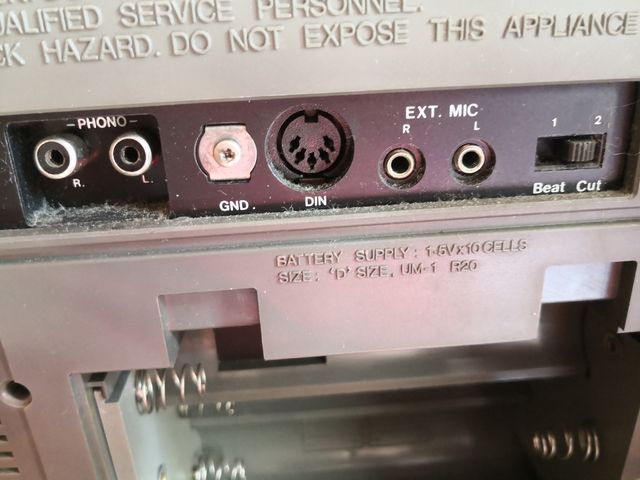 QUALIFIED SERVICE PERSONNEL.
HAZARD. DO NOT EXPOSE THIS APPLIANCE
-PHONO-
R. L.
GND.
DIN
EXT. MIC
R L
1 2
Beat Cut
BATTERY SUPPLY: 1·5V×10 CELLS
SIZE: 'D' SIZE, UM-1 R20